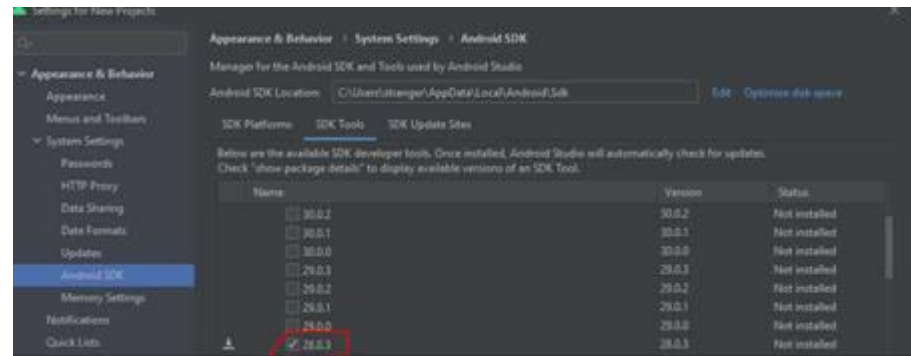 Settings for New Projects
Appearance & Behavior
Appearance
Menus and Toolbars
System Settings
Passwords
HTTP Proxy
Data Sharing
Date Formats
Updates
Android SDK
Memory Settings
Notifications
Quick Lists
Appearance & Behavior › System Settings › Android SDK
Manager for the Android SDK and Tools used by Android Studio
Android SDK Location: C:\Users\stranger\AppData\Local\Android\Sdk Edit Optimize disk space
SDK Platforms SDK Tools SDK Update Sites
Below are the available SDK developer tools. Once installed, Android Studio will automatically check for updates.
Check "show package details" to display available versions of an SDK Tool.
Name Version Status
30.0.2 30.0.2 Not installed
30.0.1 30.0.1 Not installed
30.0.0 30.0.0 Not installed
29.0.3 29.0.3 Not installed
29.0.2 29.0.2 Not installed
29.0.1 29.0.1 Not installed
29.0.0 29.0.0 Not installed
28.0.3 28.0.3 Not installed